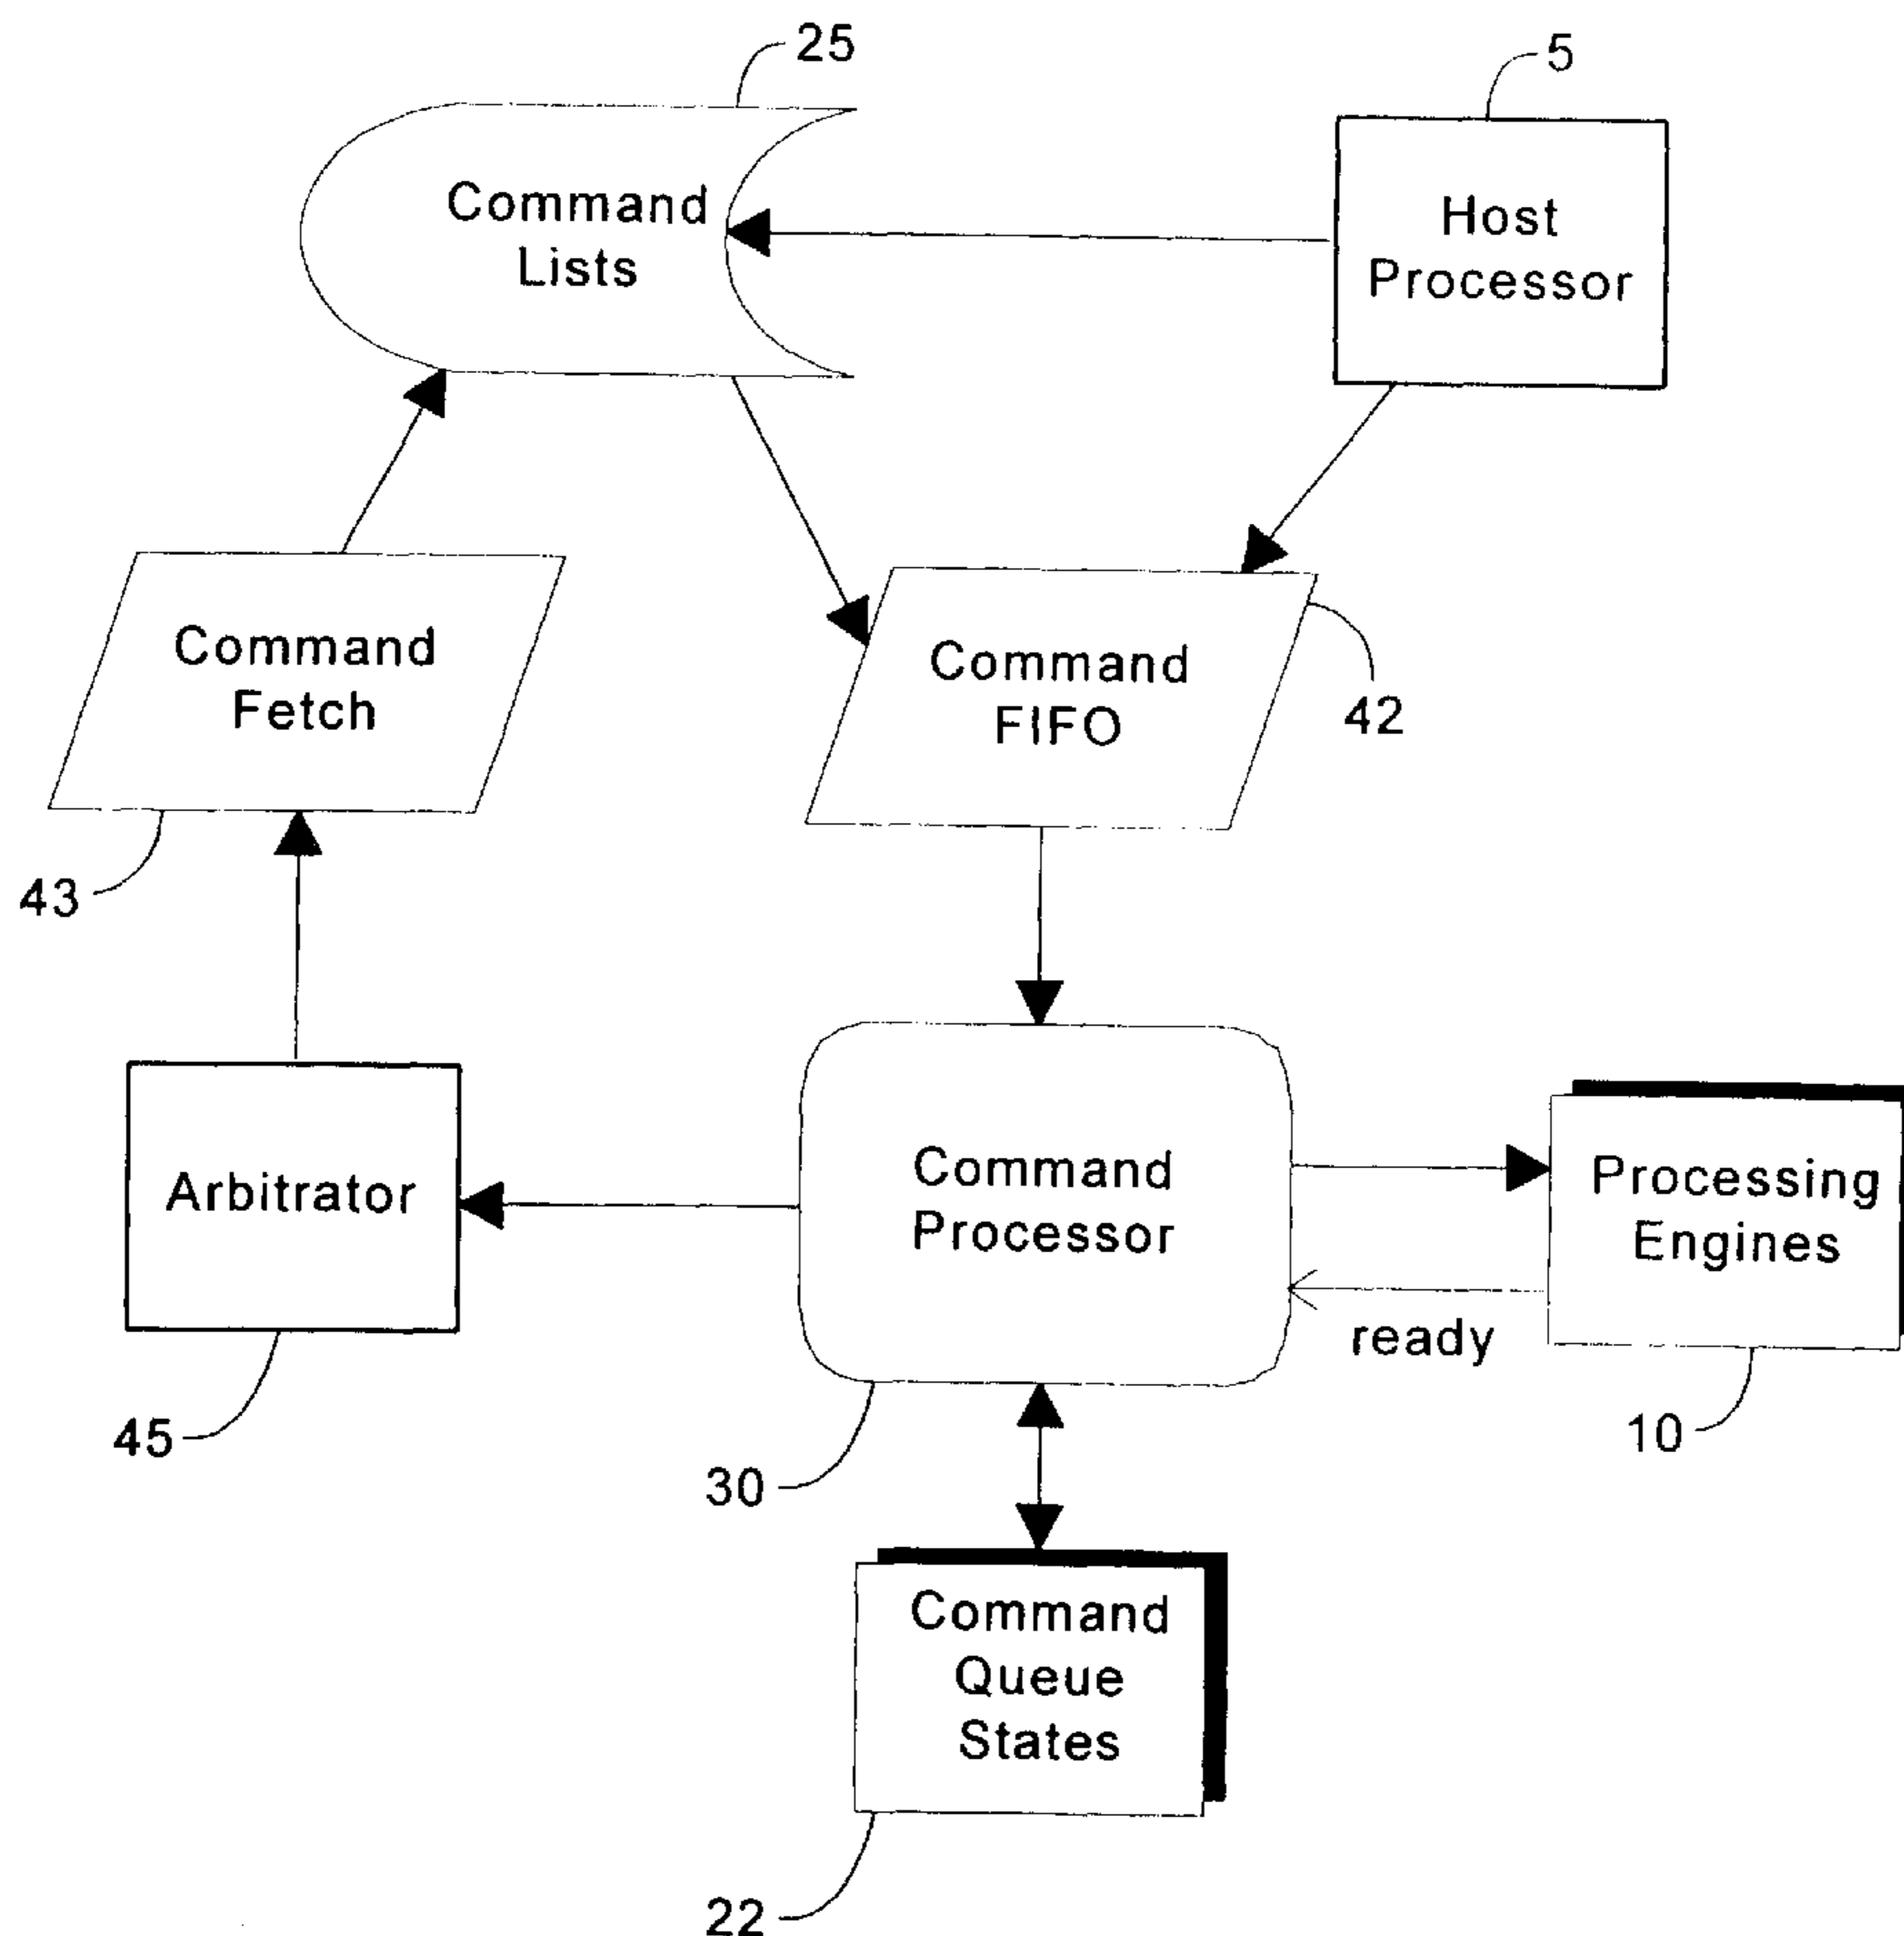 25
5
Command
Lists
Host
Processor
Command
Fetch
Command
FIFO
42
43
Arbitrator
Command
Processor
Processing
Engines
ready
45
30
10
Command
Queue
States
22